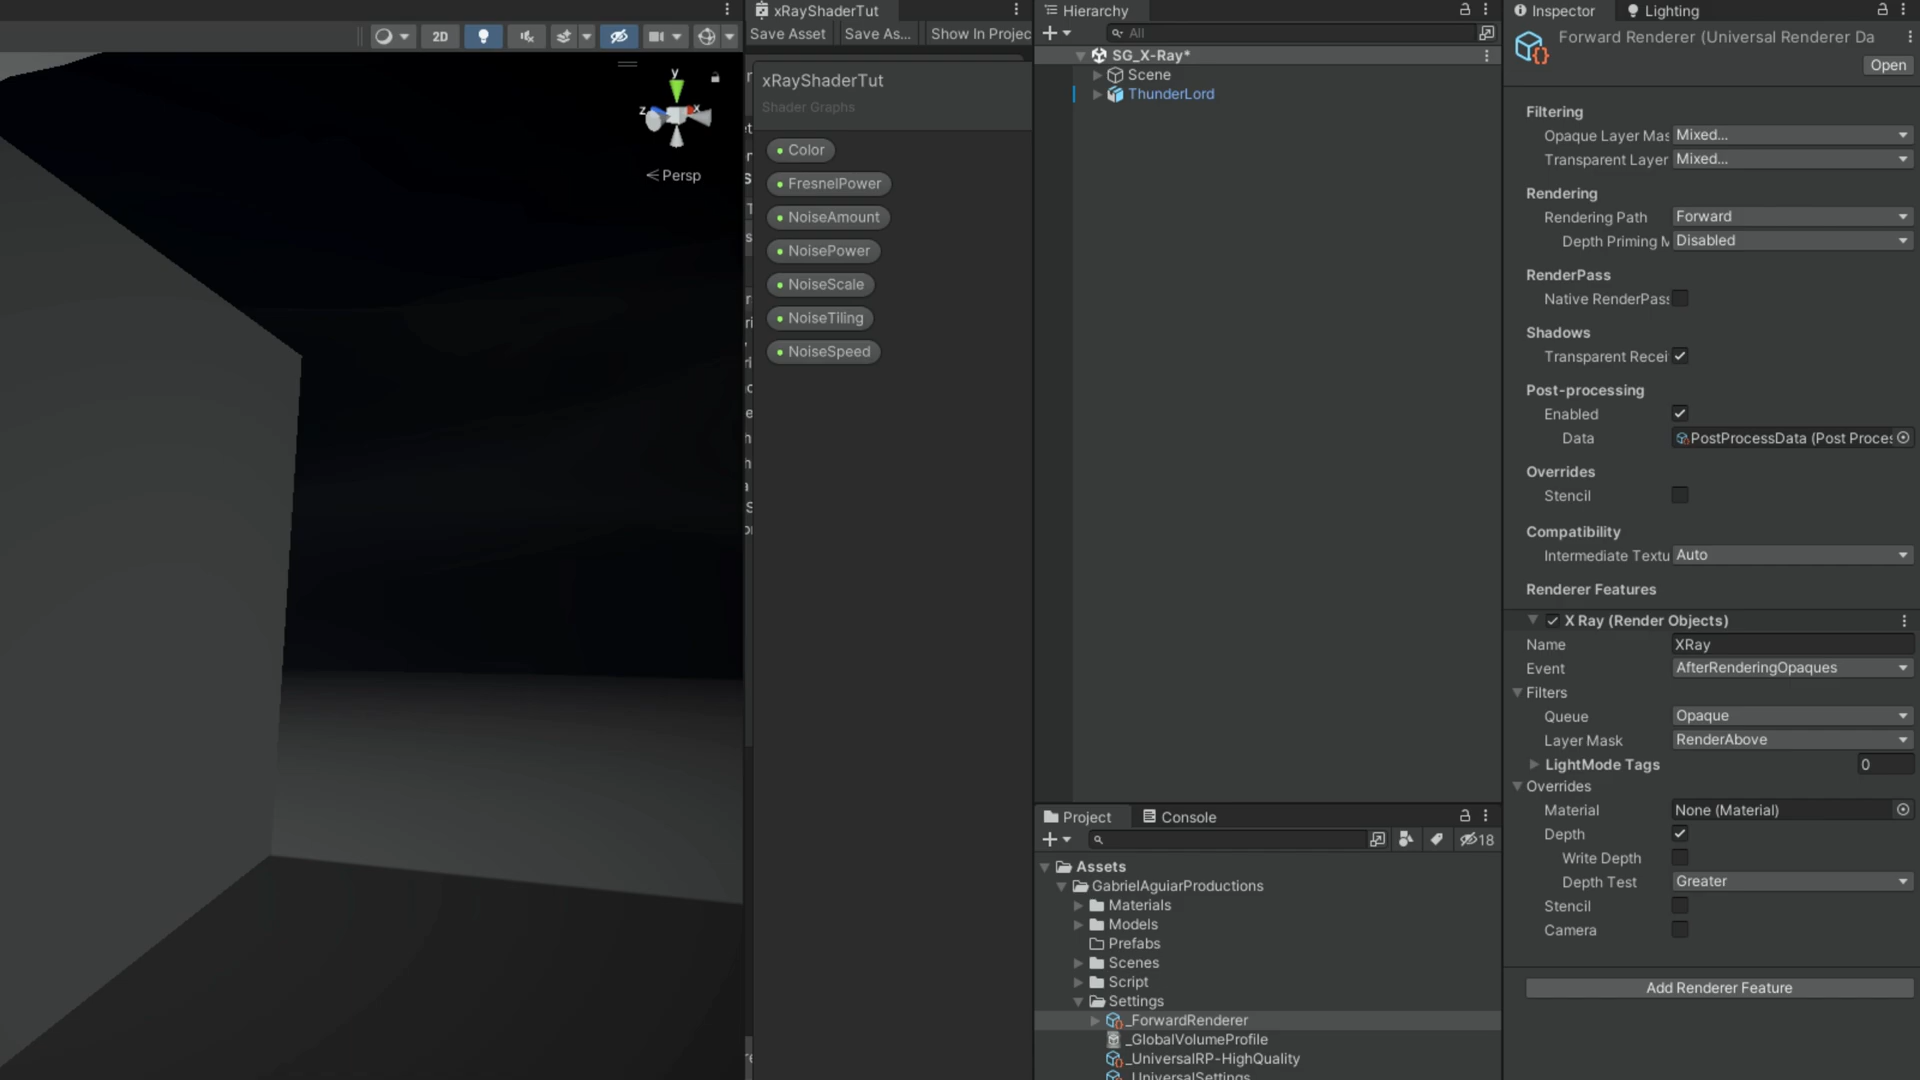 2D
y
z
x
Persp
xRayShaderTut
Save Asset
Save As...
Show In Projec
xRayShaderTut
Shader Graphs
Color
FresnelPower
NoiseAmount
NoisePower
NoiseScale
NoiseTiling
NoiseSpeed
Hierarchy
All
SG_X-Ray*
Scene
ThunderLord
Project
Console
18
Assets
GabrielAguiarProductions
Materials
Models
Prefabs
Scenes
Script
Settings
_ForwardRenderer
_GlobalVolumeProfile
_UniversalRP-HighQuality
_UniversalSettings
Inspector
Lighting
Forward Renderer (Universal Renderer Da
Open
Filtering
Opaque Layer Mas Mixed...
Transparent Layer Mixed...
Rendering
Rendering Path Forward
Depth Priming M Disabled
RenderPass
Native RenderPass
Shadows
Transparent Recei
Post-processing
Enabled
Data PostProcessData (Post Proces
Overrides
Stencil
Compatibility
Intermediate Textu Auto
Renderer Features
X Ray (Render Objects)
Name XRay
Event AfterRenderingOpaques
Filters
Queue Opaque
Layer Mask RenderAbove
LightMode Tags 0
Overrides
Material None (Material)
Depth
Write Depth
Depth Test Greater
Stencil
Camera
Add Renderer Feature